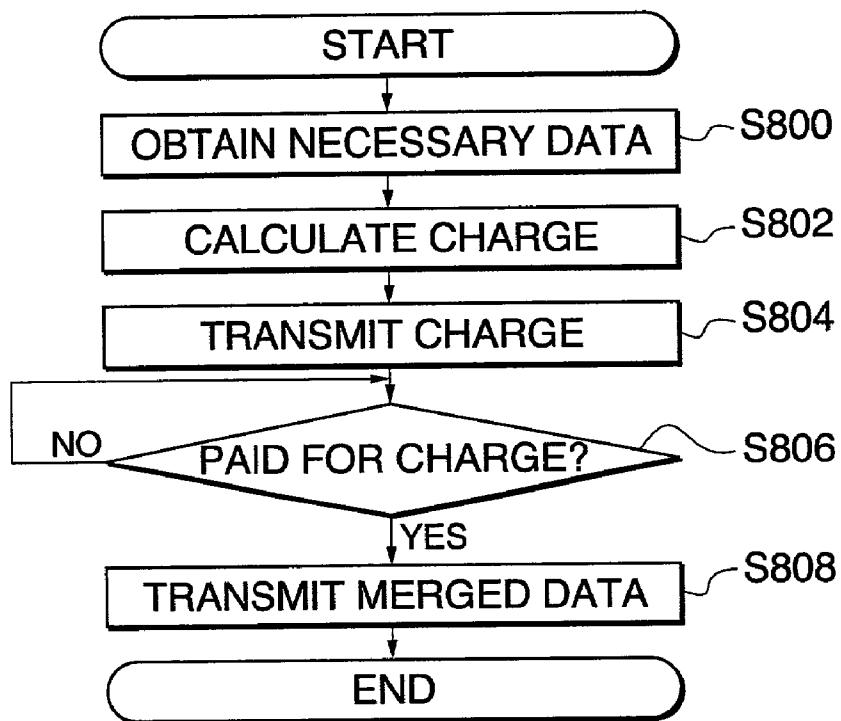 START
OBTAIN NECESSARY DATA
S800
CALCULATE CHARGE
S802
TRANSMIT CHARGE
S804
NO
PAID FOR CHARGE?
S806
YES
TRANSMIT MERGED DATA
S808
END